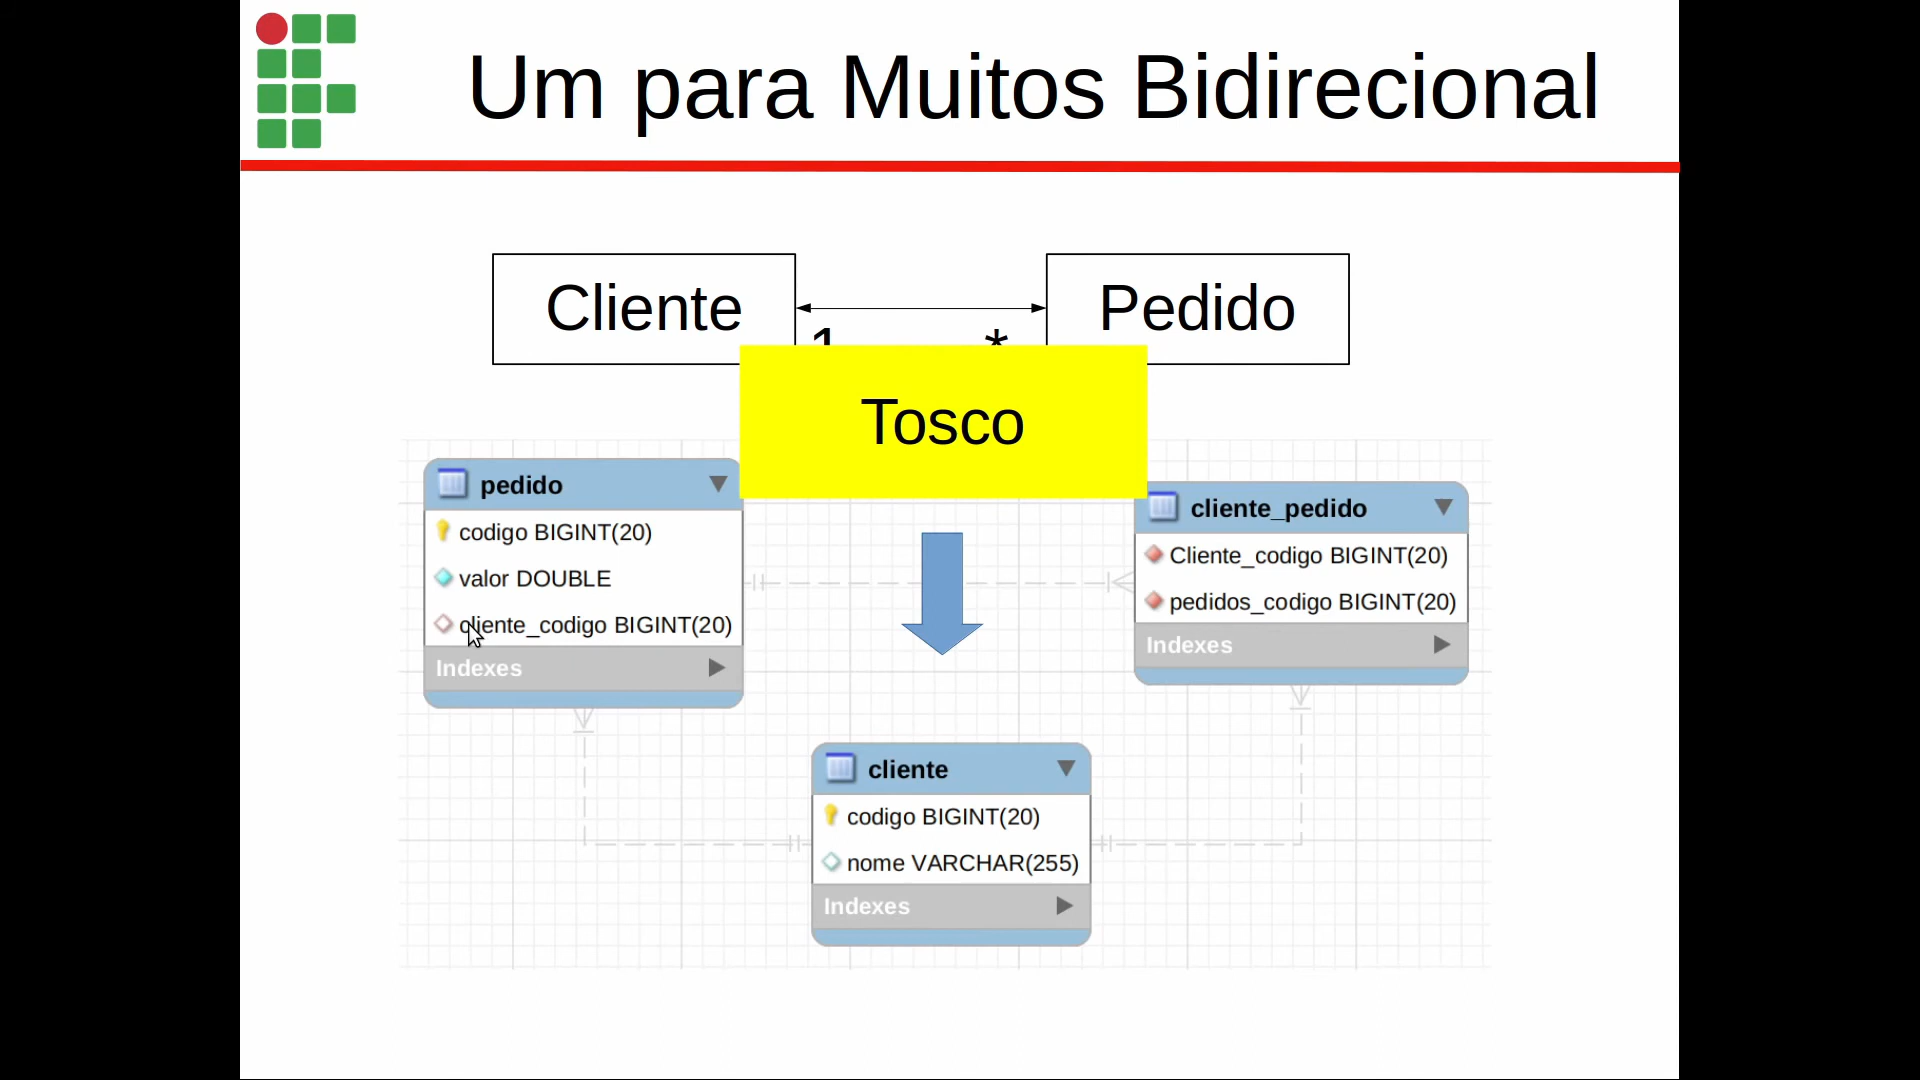 Um para Muitos Bidirecional
Cliente
Pedido
1
*
Tosco
pedido
codigo BIGINT(20)
valor DOUBLE
cliente_codigo BIGINT(20)
Indexes
cliente_pedido
Cliente_codigo BIGINT(20)
pedidos_codigo BIGINT(20)
Indexes
cliente
codigo BIGINT(20)
nome VARCHAR(255)
Indexes